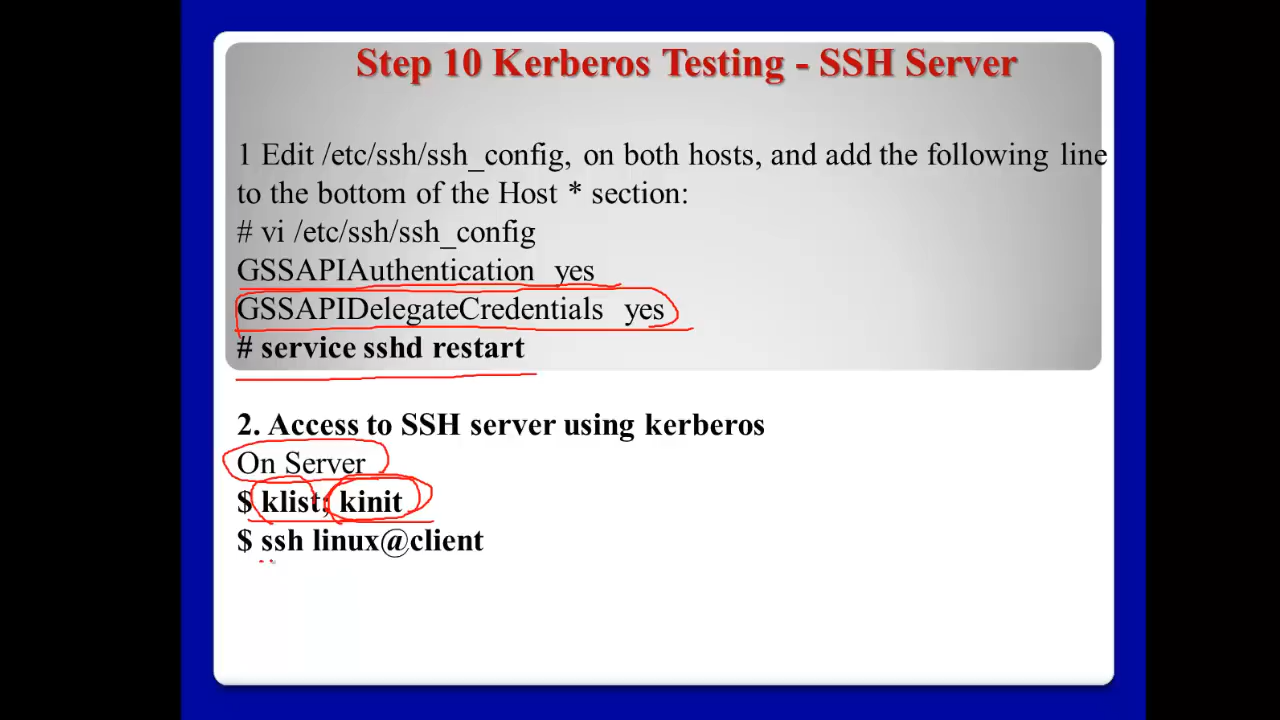 Step 10 Kerberos Testing - SSH Server
1 Edit /etc/ssh/ssh_config, on both hosts, and add the following line
to the bottom of the Host * section:
# vi /etc/ssh/ssh_config
GSSAPIAuthentication yes
GSSAPIDelegateCredentials yes
# service sshd restart
2. Access to SSH server using kerberos
On Server
$ klist; kinit
$ ssh linux@client